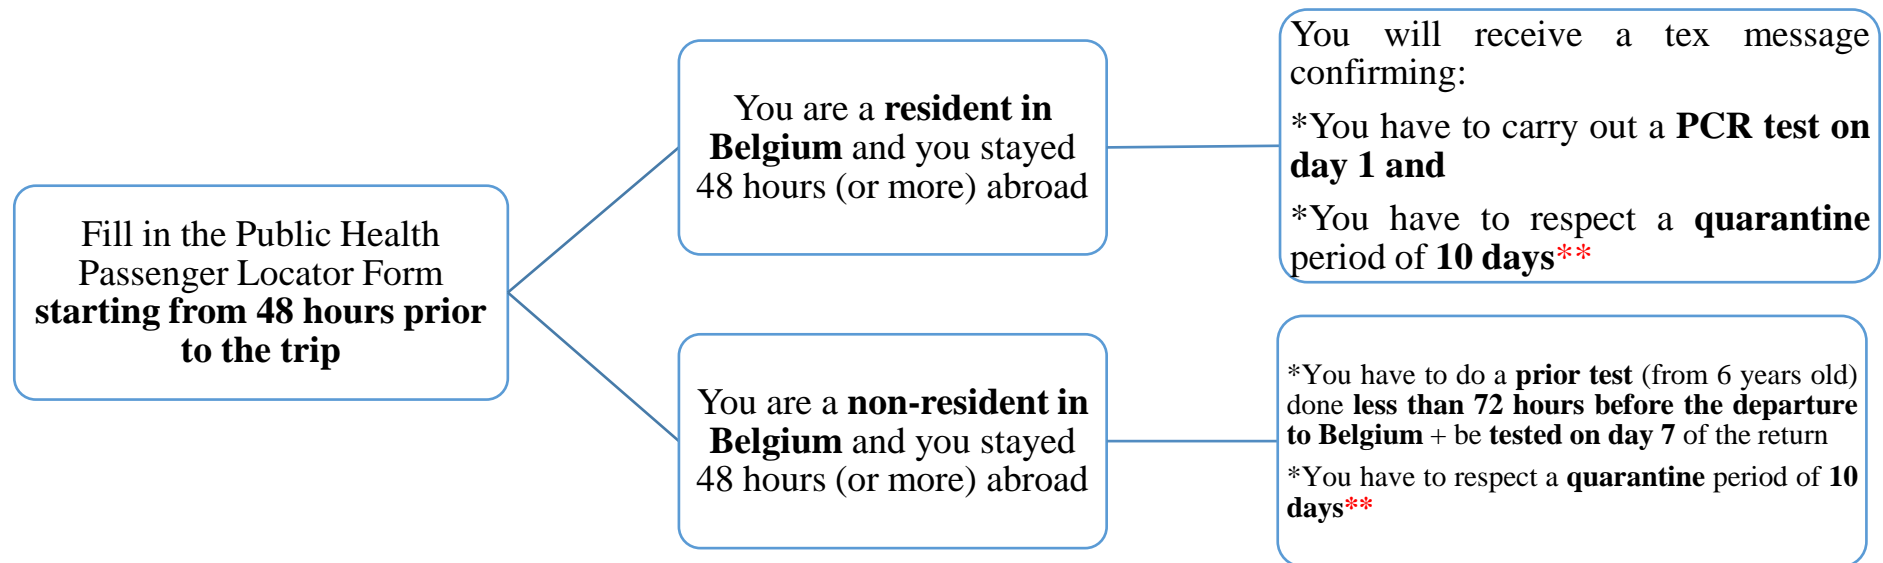 Fill in the Public Health
Passenger Locator Form
starting from 48 hours prior
to the trip
You are a resident in
Belgium and you stayed
48 hours (or more) abroad
You will receive a tex message
confirming:
*You have to carry out a PCR test on
day 1 and
*You have to respect a quarantine
period of 10 days**
You are a non-resident in
Belgium and you stayed
48 hours (or more) abroad
*You have to do a prior test (from 6 years old)
done less than 72 hours before the departure
to Belgium + be tested on day 7 of the return
*You have to respect a quarantine period of 10
days**